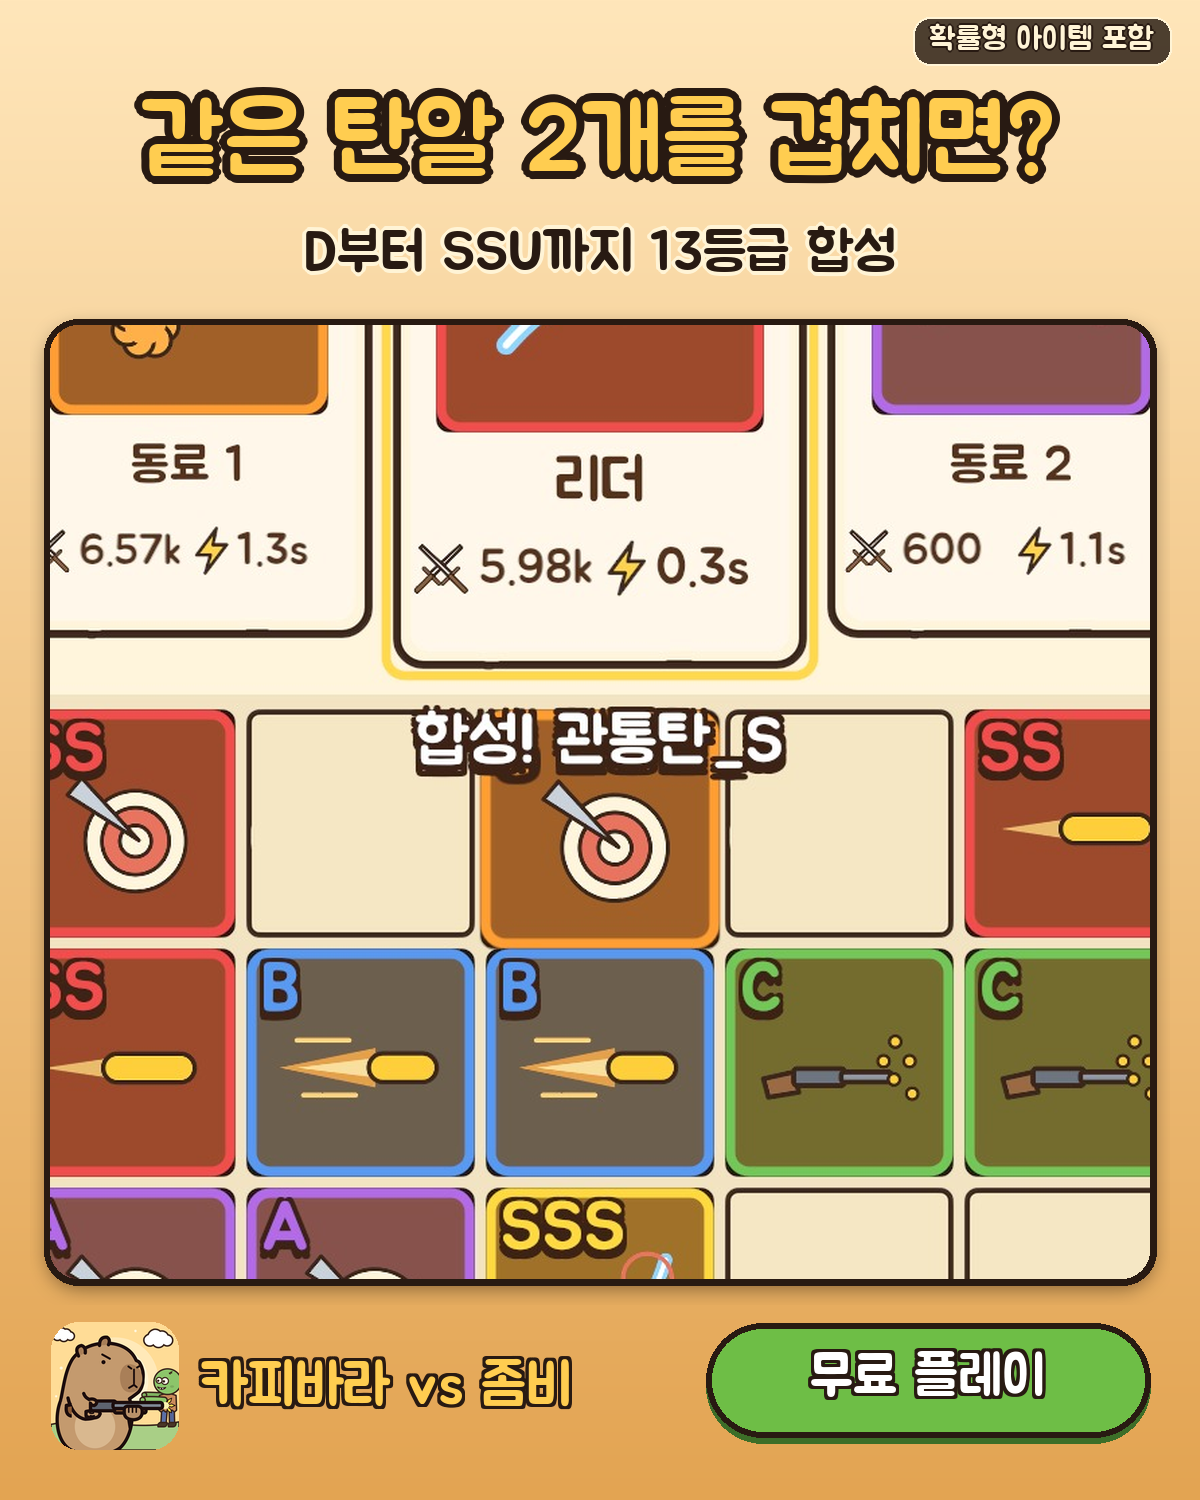 확률형 아이템 포함
같은 탄알 2개를 겹치면?
D부터 SSU까지 13등급 합성
동료 1
6.57k 1.3s
리더
5.98k 0.3s
동료 2
600 1.1s
합성! 관통탄_S
SS SS
SS B B C C
A A SSS
카피바라 vs 좀비
무료 플레이